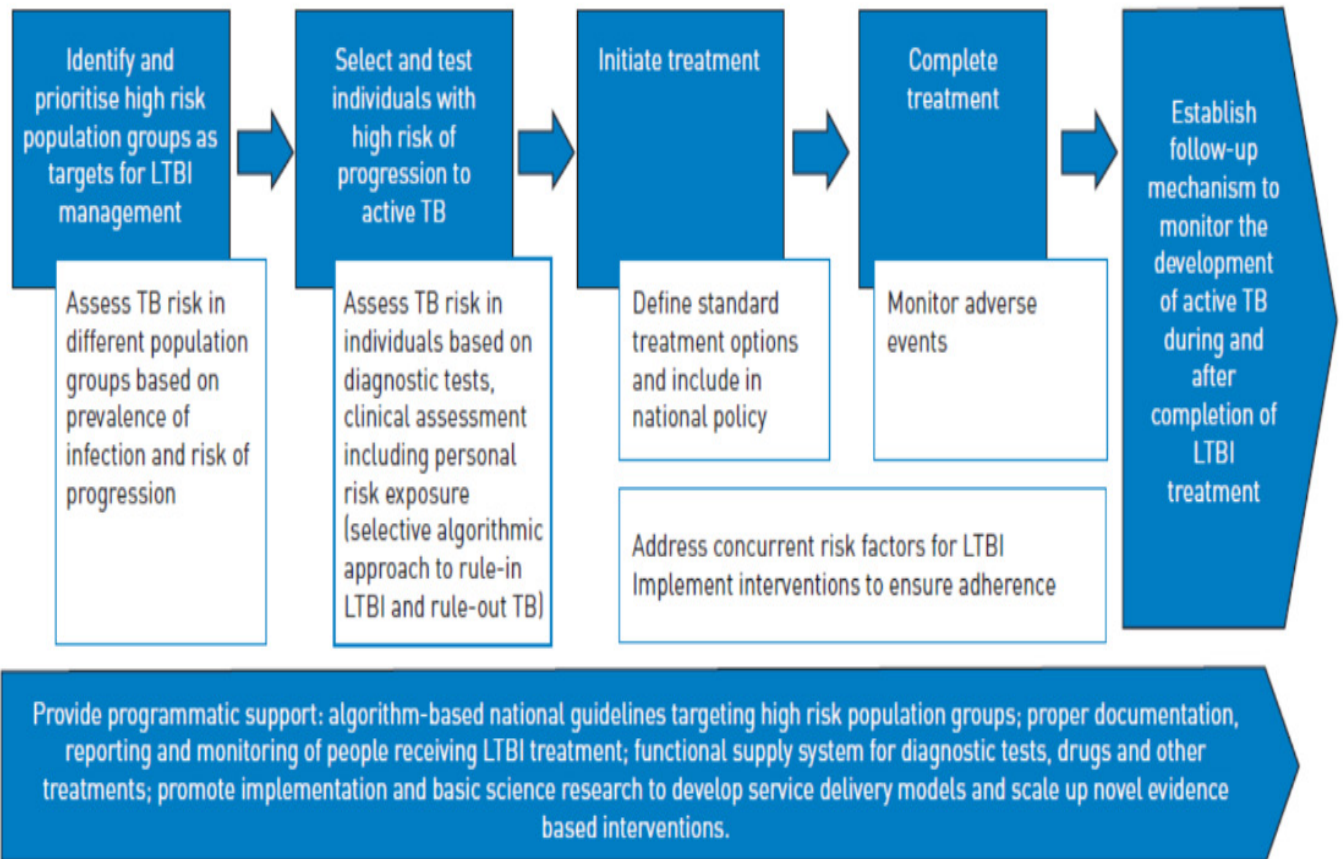 Identify and
prioritise high risk
population groups as
targets for LTBI
management
Assess TB risk in
different population
groups based on
prevalence of
infection and risk of
progression
Select and test
individuals with
high risk of
progression to
active TB
Assess TB risk in
individuals based on
diagnostic tests,
clinical assessment
including personal
risk exposure
(selective algorithmic
approach to rule-in
LTBI and rule-out TB)
Initiate treatment
Define standard
treatment options
and include in
national policy
Complete
treatment
Monitor adverse
events
Address concurrent risk factors for LTBI
Implement interventions to ensure adherence
Establish
follow-up
mechanism to
monitor the
development
of active TB
during and
after
completion of
LTBI
treatment
Provide programmatic support: algorithm-based national guidelines targeting high risk population groups; proper documentation,
reporting and monitoring of people receiving LTBI treatment; functional supply system for diagnostic tests, drugs and other
treatments; promote implementation and basic science research to develop service delivery models and scale up novel evidence
based interventions.